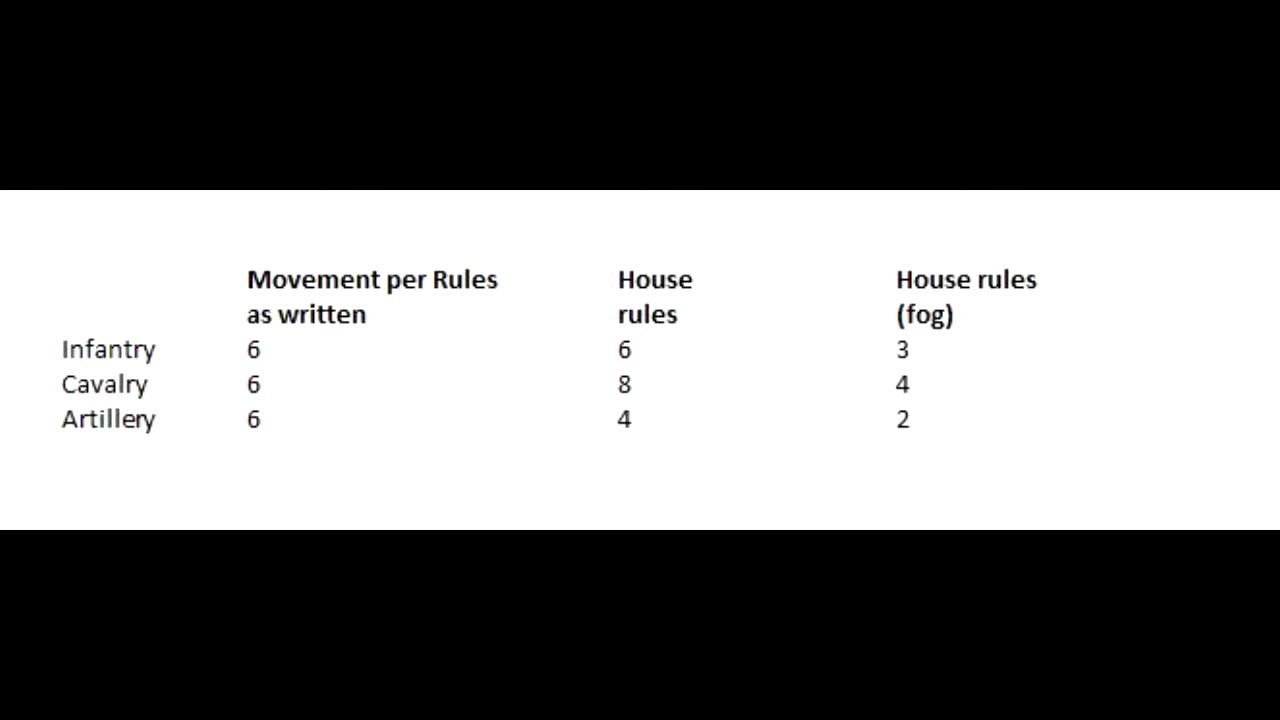 Movement per Rules House House rules
as written rules (fog)
Infantry 6 6 3
Cavalry 6 8 4
Artillery 6 4 2